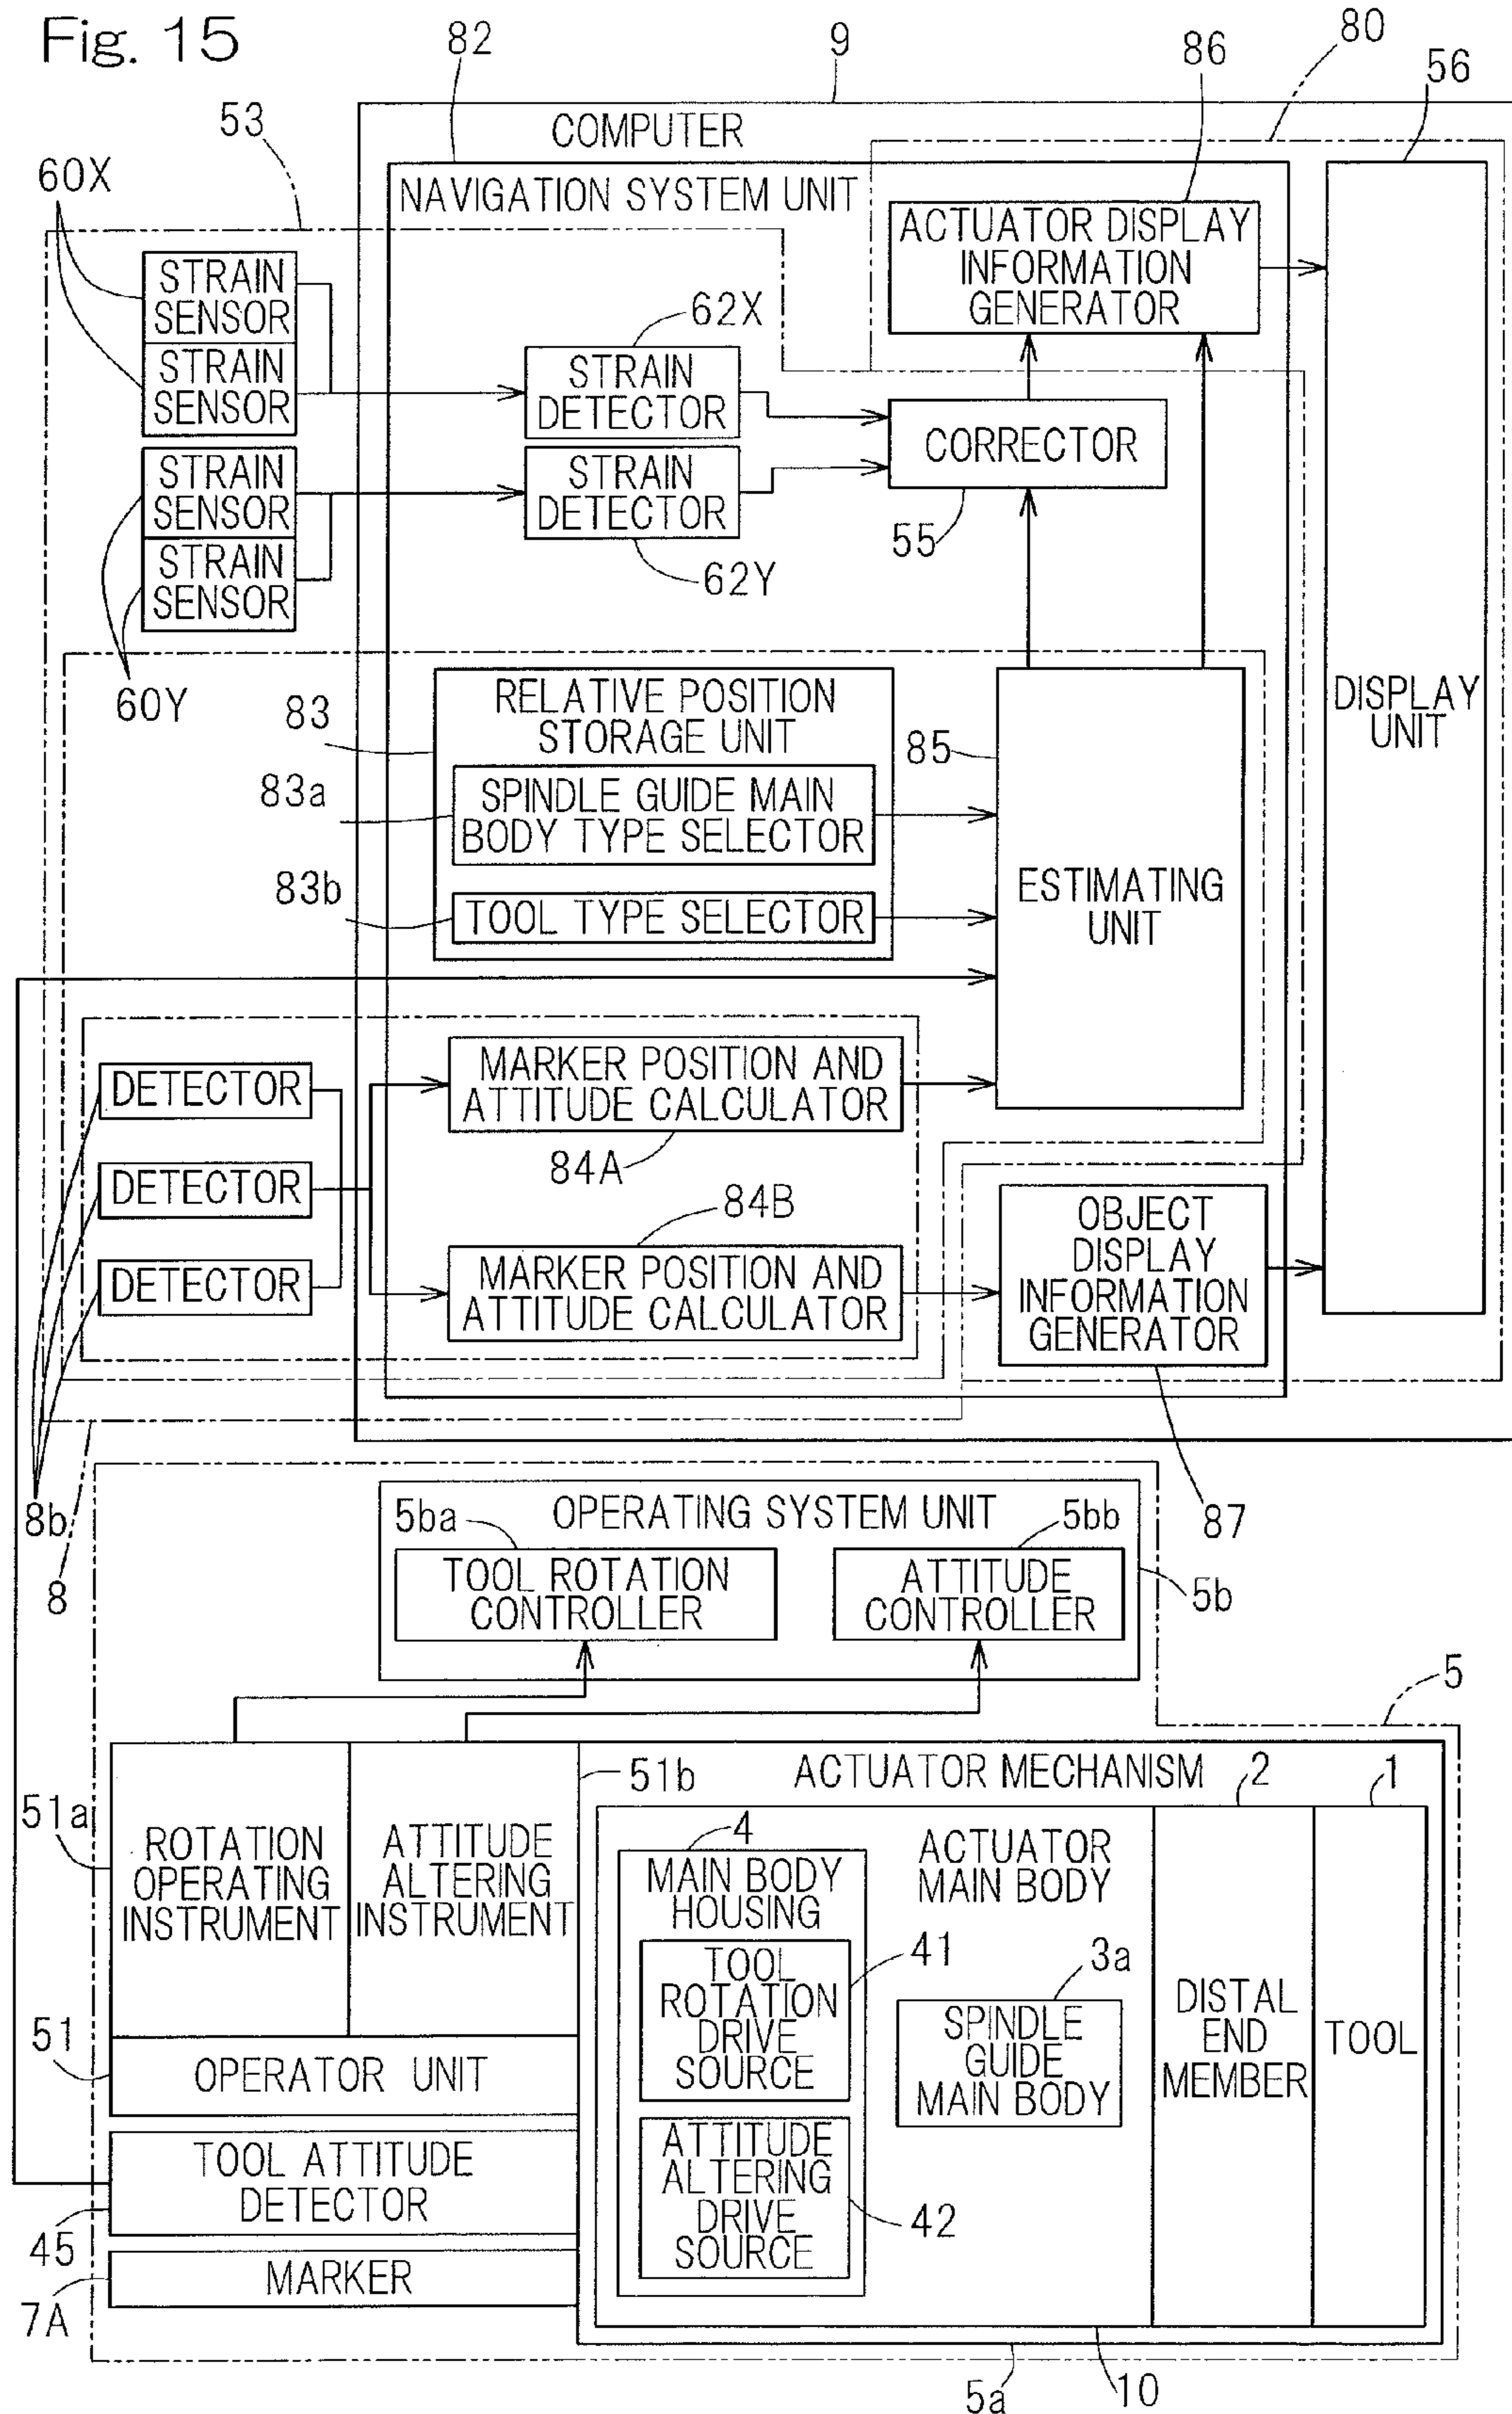 Fig. 15
82
9
80
86
56
53
COMPUTER
60X
NAVIGATION SYSTEM UNIT
ACTUATOR DISPLAY
INFORMATION
GENERATOR
STRAIN
SENSOR
STRAIN
SENSOR
62X
STRAIN
DETECTOR
CORRECTOR
STRAIN
SENSOR
STRAIN
SENSOR
STRAIN
DETECTOR
55
62Y
60Y
DISPLAY
UNIT
83
RELATIVE POSITION
STORAGE UNIT
85
83a
SPINDLE GUIDE MAIN
BODY TYPE SELECTOR
83b
TOOL TYPE SELECTOR
ESTIMATING
UNIT
DETECTOR
MARKER POSITION AND
ATTITUDE CALCULATOR
84A
DETECTOR
84B
DETECTOR
MARKER POSITION AND
ATTITUDE CALCULATOR
OBJECT
DISPLAY
INFORMATION
GENERATOR
8b
8
87
OPERATING SYSTEM UNIT
5ba
5bb
TOOL ROTATION
CONTROLLER
ATTITUDE
CONTROLLER
5b
5
51a
51b
ACTUATOR MECHANISM
2
1
ROTATION
OPERATING
INSTRUMENT
ATTITUDE
ALTERING
INSTRUMENT
4
MAIN BODY
HOUSING
ACTUATOR
MAIN BODY
TOOL
ROTATION
DRIVE
SOURCE
41
3a
SPINDLE
GUIDE
MAIN BODY
DISTAL
END
MEMBER
TOOL
51
OPERATOR UNIT
TOOL ATTITUDE
DETECTOR
45
ATTITUDE
ALTERING
DRIVE
SOURCE
42
MARKER
7A
5a
10